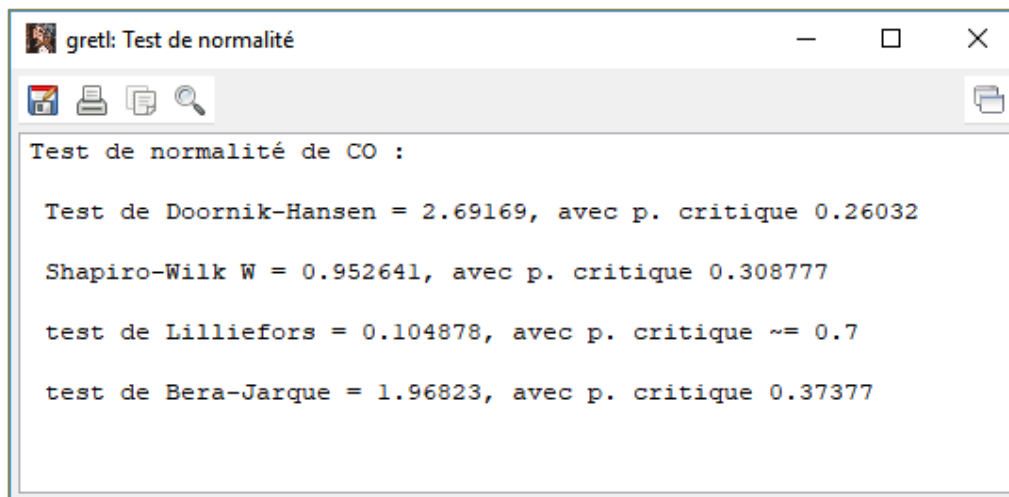 gretl: Test de normalité
Test de normalité de CO :
Test de Doornik-Hansen = 2.69169, avec p. critique 0.26032
Shapiro-Wilk W = 0.952641, avec p. critique 0.308777
test de Lilliefors = 0.104878, avec p. critique ~= 0.7
test de Bera-Jarque = 1.96823, avec p. critique 0.37377